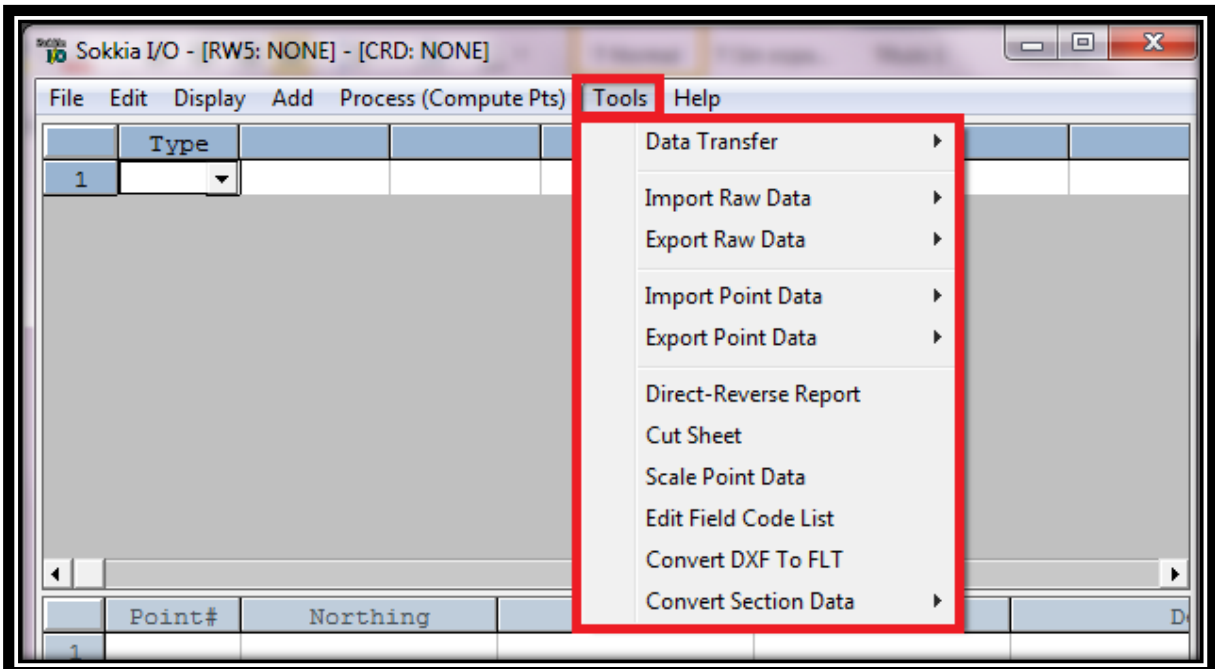 Sokkia I/O - [RW5: NONE] - [CRD: NONE]
File Edit Display Add Process (Compute Pts) Tools Help
Type
1
Data Transfer
Import Raw Data
Export Raw Data
Import Point Data
Export Point Data
Direct-Reverse Report
Cut Sheet
Scale Point Data
Edit Field Code List
Convert DXF To FLT
Convert Section Data
Point# Northing
1